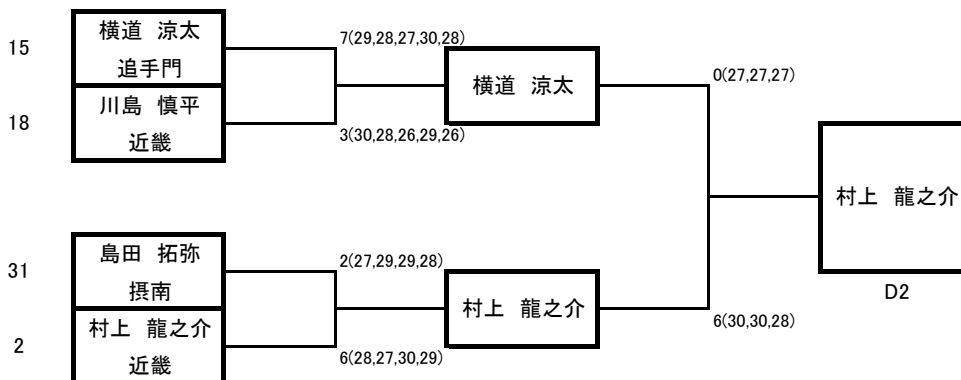 15
横道 涼太
追手門
18
川島 慎平
近畿
7(29,28,27,30,28)
3(30,28,26,29,26)
横道 涼太
0(27,27,27)
31
島田 拓弥
摂南
2
村上 龍之介
近畿
2(27,29,29,28)
6(28,27,30,29)
村上 龍之介
6(30,30,28)
村上 龍之介
D2